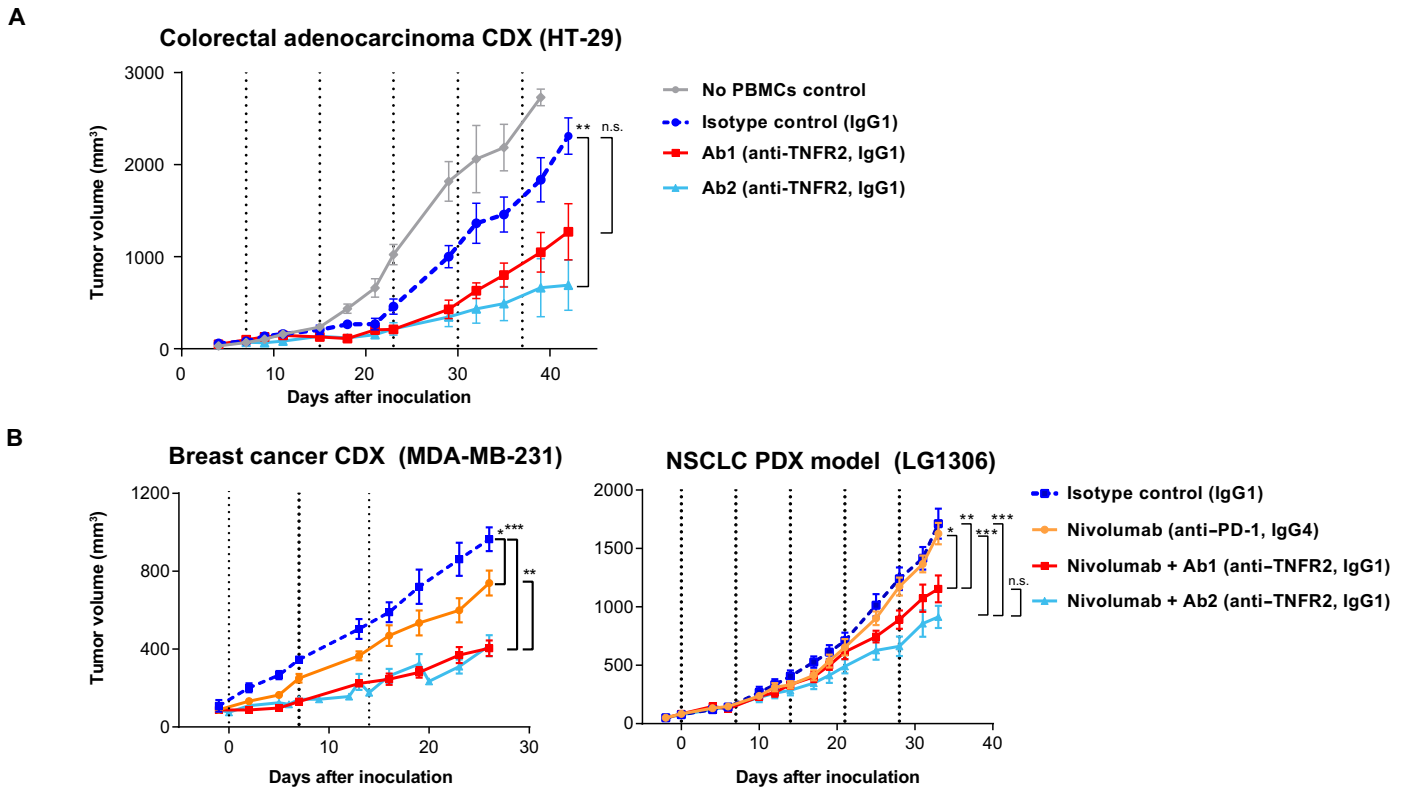 A
Colorectal adenocarcinoma CDX (HT-29)
Tumor volume (mm³)
3000
2000
1000
0
0
10
20
30
40
Days after inoculation
**
n.s.
No PBMCs control
Isotype control (IgG1)
Ab1 (anti-TNFR2, IgG1)
Ab2 (anti-TNFR2, IgG1)
B
Breast cancer CDX (MDA-MB-231)
Tumor volume (mm³)
1200
800
400
0
0
10
20
30
Days after inoculation
*
***
**
NSCLC PDX model (LG1306)
2000
1500
1000
500
0
0
10
20
30
40
Days after inoculation
*
**
***
***
n.s.
Isotype control (IgG1)
Nivolumab (anti–PD-1, IgG4)
Nivolumab + Ab1 (anti–TNFR2, IgG1)
Nivolumab + Ab2 (anti–TNFR2, IgG1)